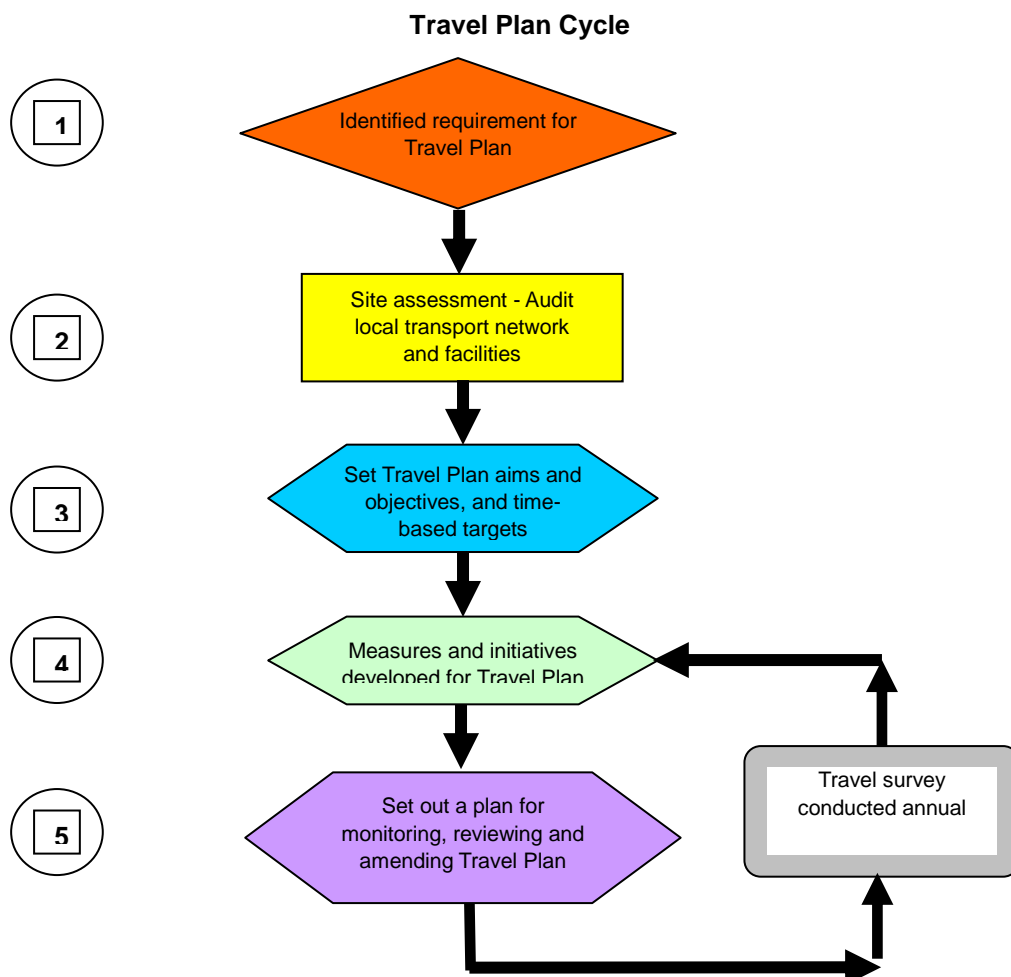 Travel Plan Cycle
1
Identified requirement for
Travel Plan
2
Site assessment - Audit
local transport network
and facilities
3
Set Travel Plan aims and
objectives, and time-
based targets
4
Measures and initiatives
developed for Travel Plan
5
Set out a plan for
monitoring, reviewing and
amending Travel Plan
Travel survey
conducted annual